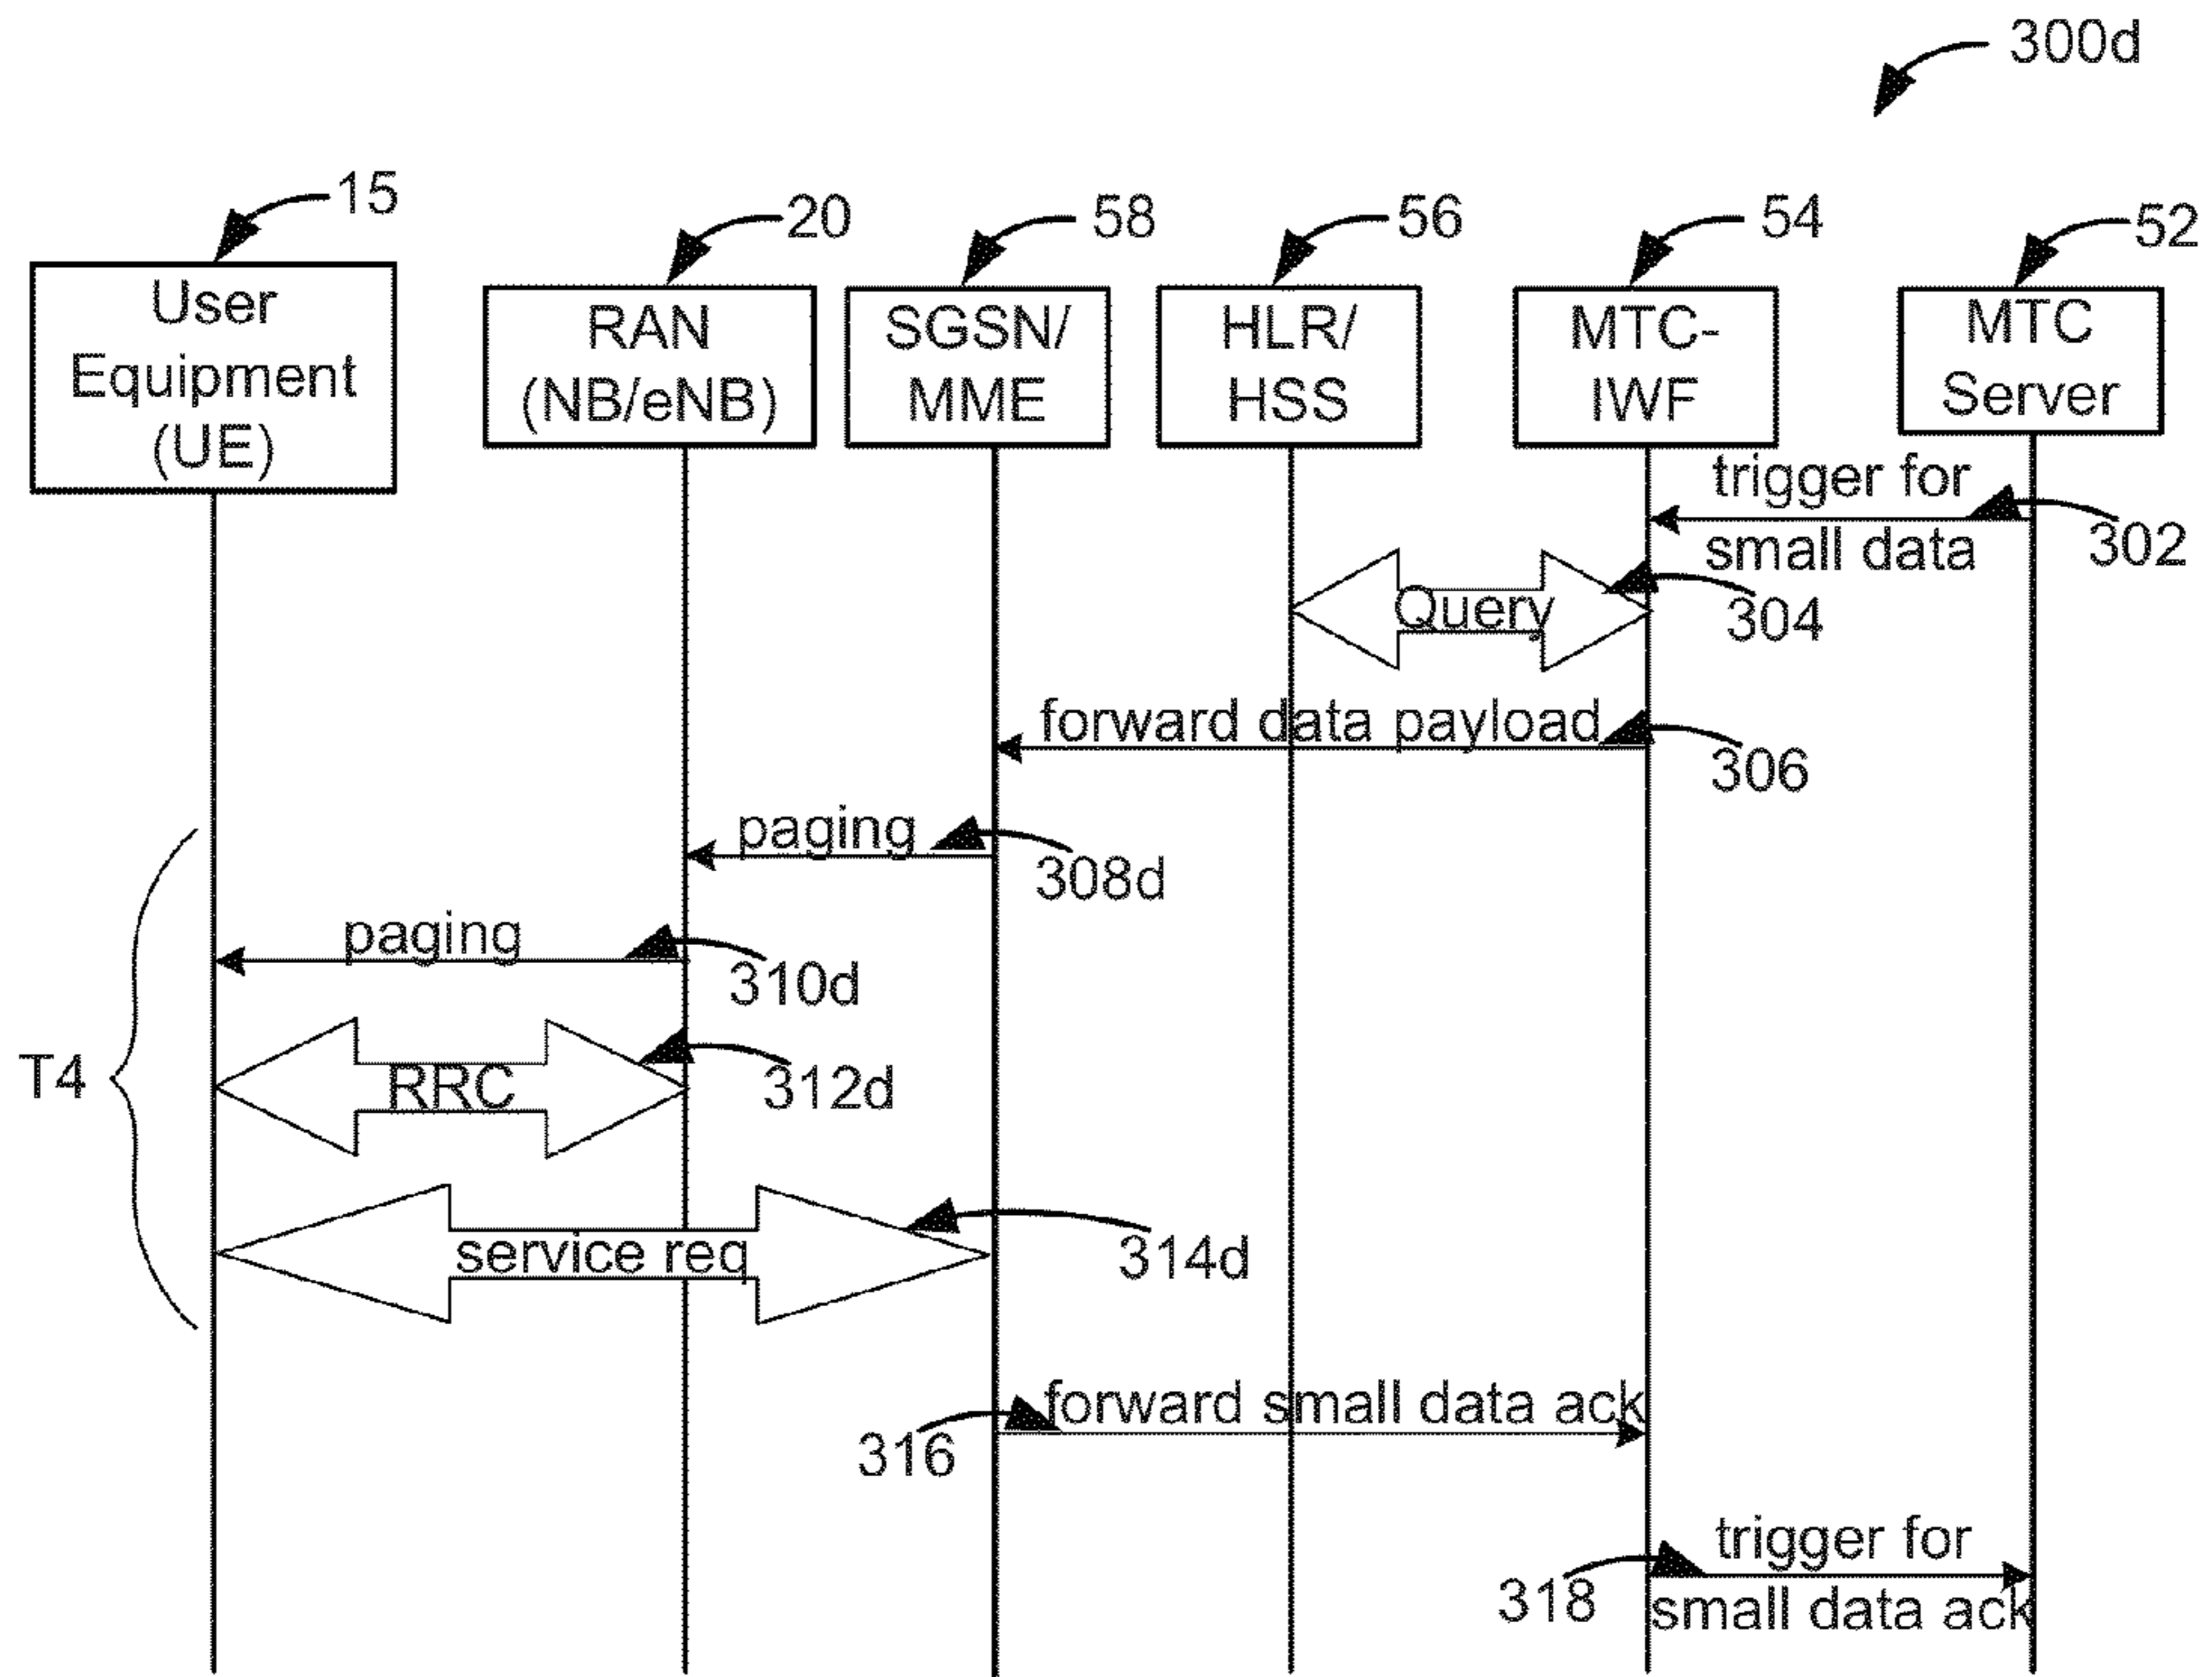 300d
15
20
58
56
54
52
User
Equipment
(UE)
RAN
(NB/eNB)
SGSN/
MME
HLR/
HSS
MTC-
IWF
MTC
Server
trigger for
small data
302
Query
304
forward data payload
306
paging
308d
paging
310d
T4
RRC
312d
service req
314d
forward small data ack
316
trigger for
small data ack
318